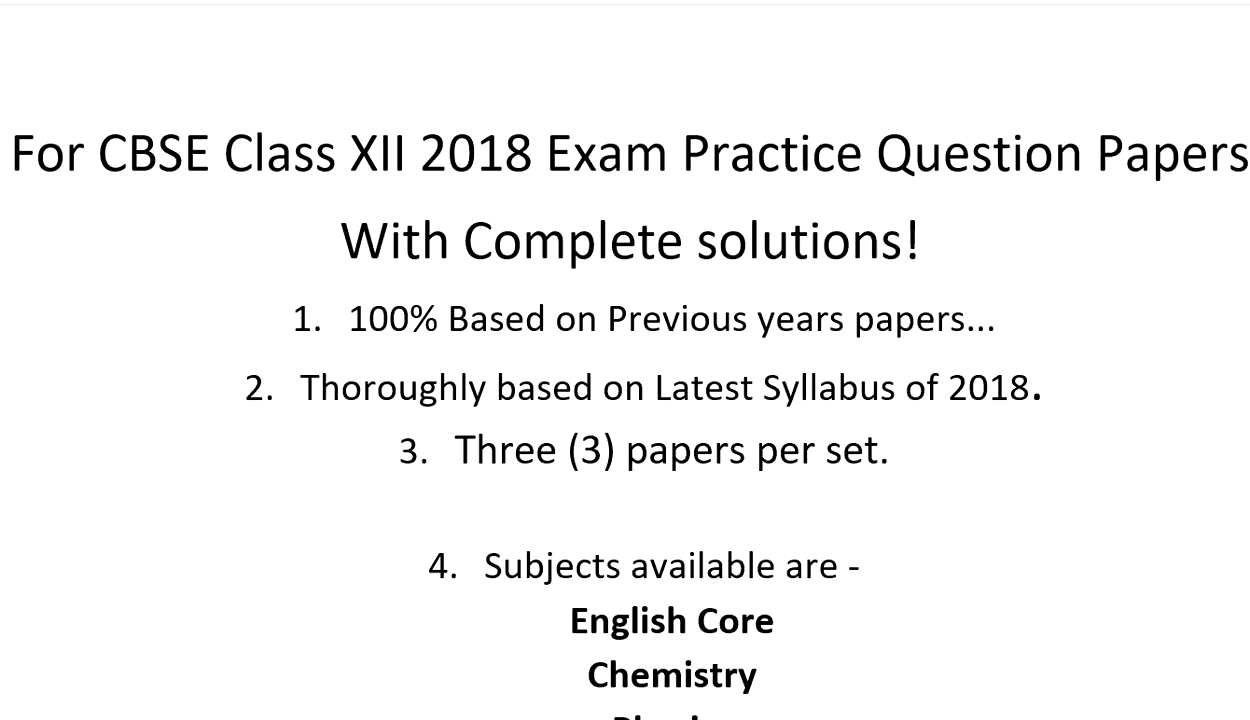 For CBSE Class XII 2018 Exam Practice Question Papers
With Complete solutions!
1. 100% Based on Previous years papers...
2. Thoroughly based on Latest Syllabus of 2018.
3. Three (3) papers per set.
4. Subjects available are -
English Core
Chemistry